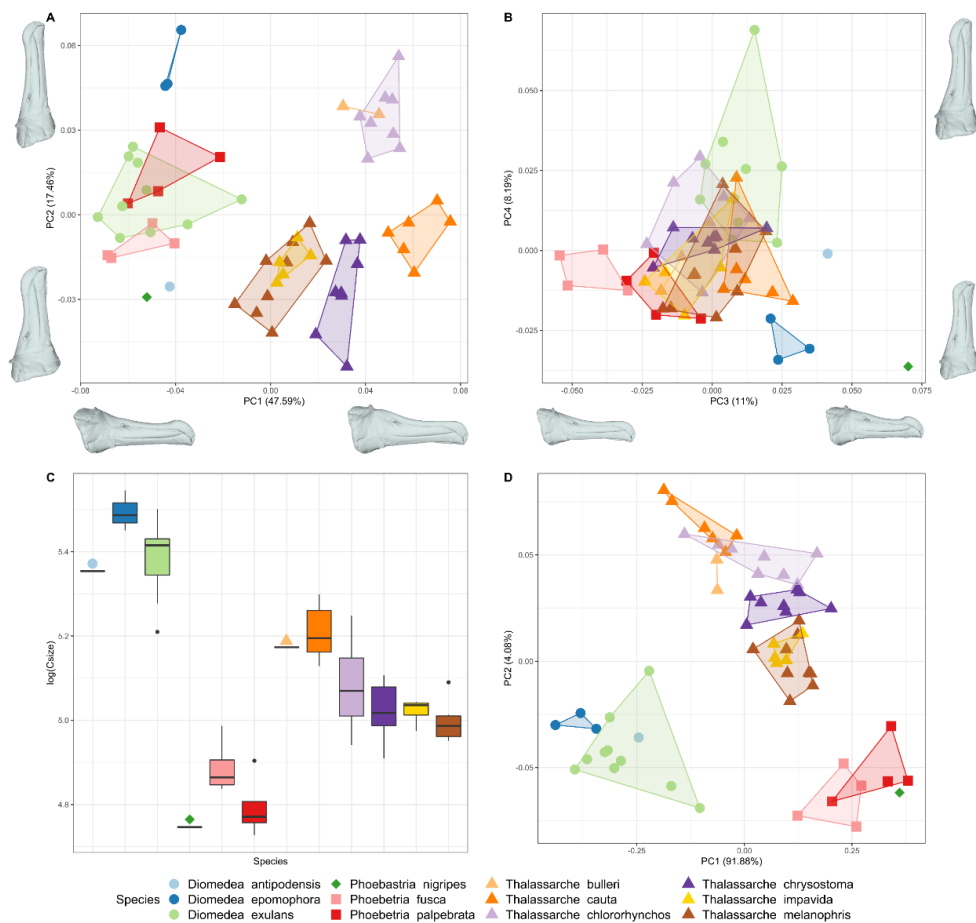 A
B
0.06
0.03
0.00
-0.03
PC2 (17.46%)
-0.08
-0.04
0.00
0.04
0.08
PC1 (47.59%)
0.050
0.025
0.000
-0.025
PC4 (8.19%)
-0.050
-0.025
0.000
0.025
0.050
0.075
PC3 (11%)
C
D
5.4
5.2
5.0
4.8
log(Csize)
Species
0.05
0.00
-0.05
PC2 (4.08%)
-0.25
0.00
0.25
PC1 (91.88%)
Species
Diomedea antipodensis
Diomedea epomophora
Diomedea exulans
Phoebastria nigripes
Phoebetria fusca
Phoebetria palpebrata
Thalassarche bulleri
Thalassarche cauta
Thalassarche chlororhynchos
Thalassarche chrysostoma
Thalassarche impavida
Thalassarche melanophris